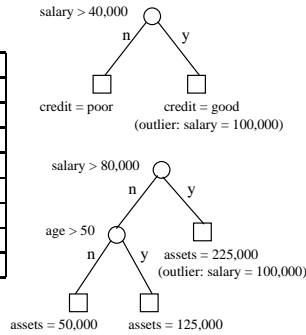 salary > 40,000
n y
credit = poor credit = good
(outlier: salary = 100,000)
salary > 80,000
n y
age > 50
n y assets = 225,000
(outlier: salary = 100,000)
assets = 50,000 assets = 125,000